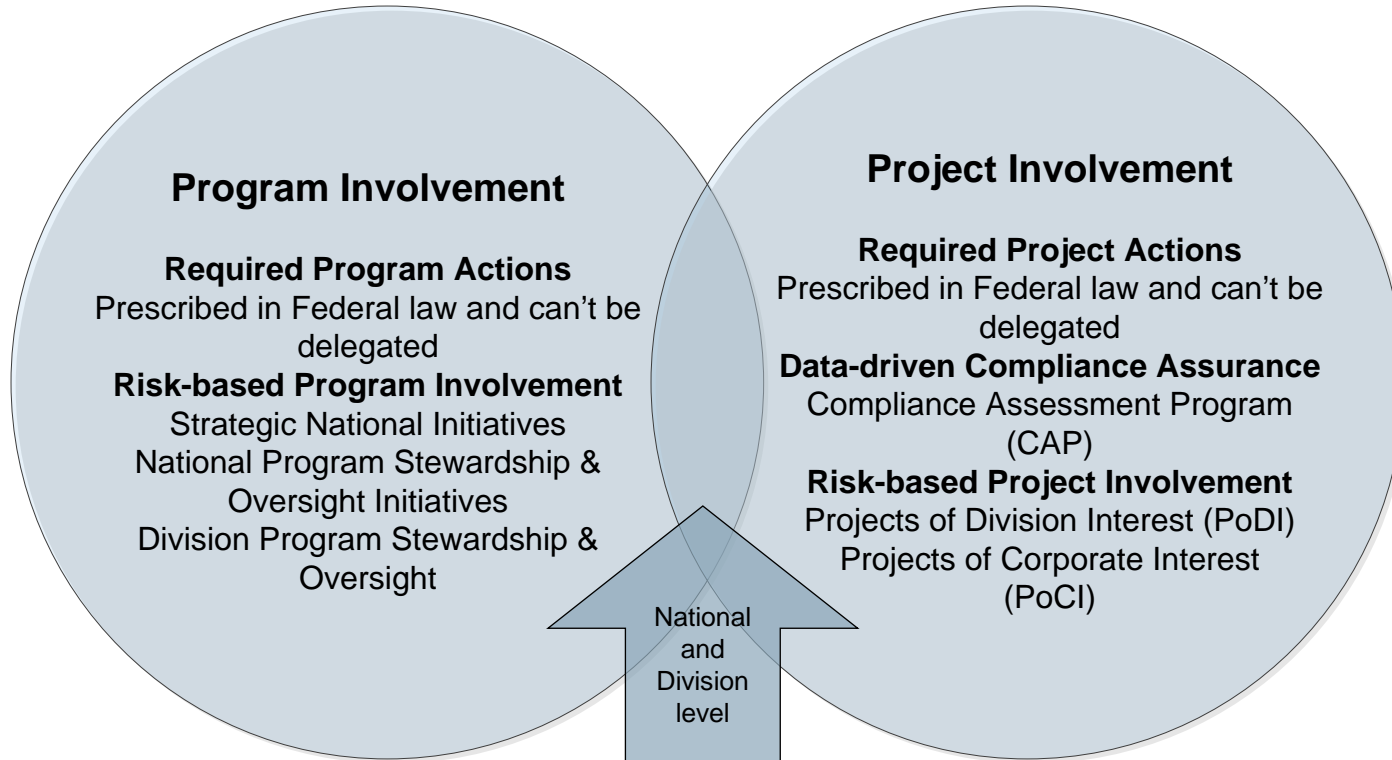 Program Involvement
Required Program Actions
Prescribed in Federal law and can’t be
delegated
Risk-based Program Involvement
Strategic National Initiatives
National Program Stewardship &
Oversight Initiatives
Division Program Stewardship &
Oversight
Project Involvement
Required Project Actions
Prescribed in Federal law and can’t be
delegated
Data-driven Compliance Assurance
Compliance Assessment Program
(CAP)
Risk-based Project Involvement
Projects of Division Interest (PoDI)
Projects of Corporate Interest
(PoCI)
National
and
Division
level